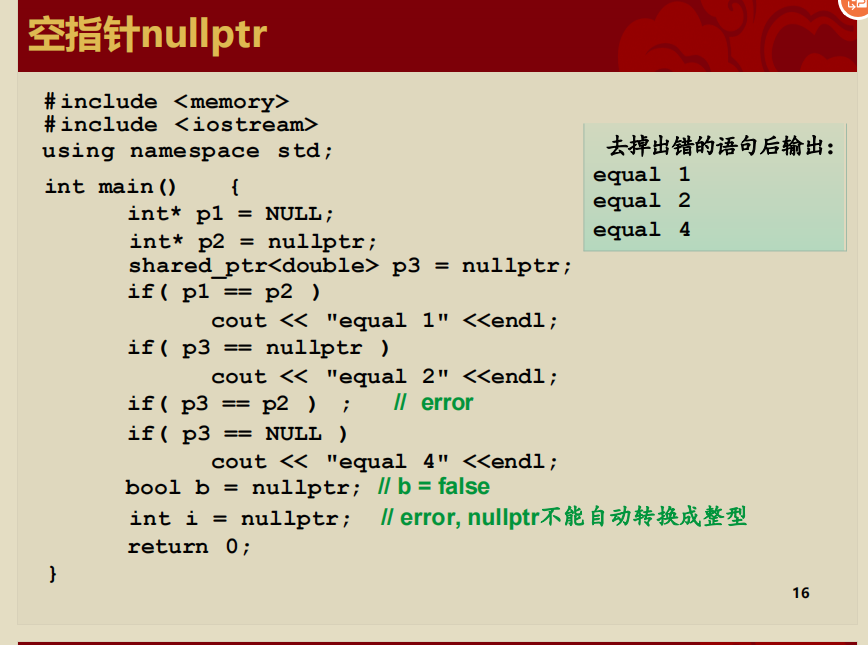 空指针nullptr
#include <memory>
#include <iostream>
using namespace std;
int main() {
int* p1 = NULL;
int* p2 = nullptr;
shared_ptr<double> p3 = nullptr;
if( p1 == p2 )
cout << "equal 1" <<endl;
if( p3 == nullptr )
cout << "equal 2" <<endl;
if( p3 == p2 ) ; // error
if( p3 == NULL )
cout << "equal 4" <<endl;
bool b = nullptr; // b = false
int i = nullptr; // error, nullptr不能自动转换成整型
return 0;
}
去掉出错的语句后输出:
equal 1
equal 2
equal 4
16